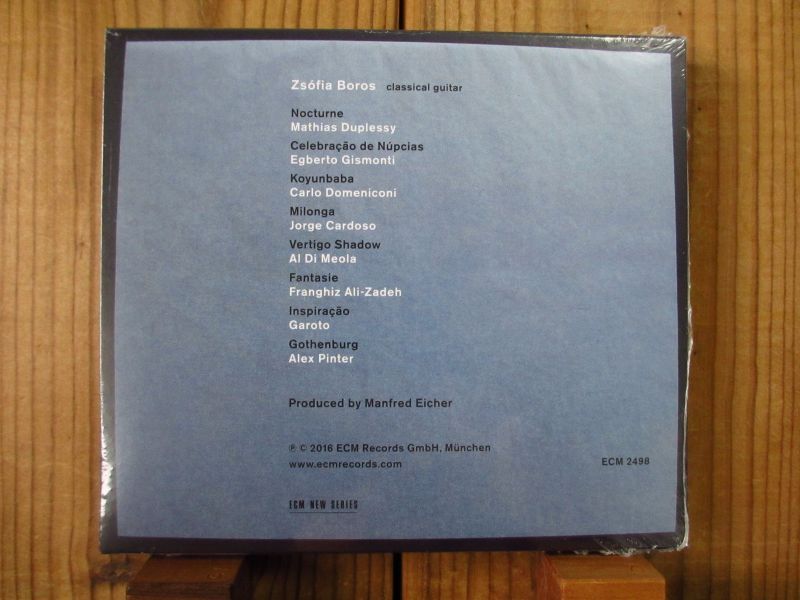 Zsófia Boros classical guitar
Nocturne
Mathias Duplessy
Celebração de Núpcias
Egberto Gismonti
Koyunbaba
Carlo Domeniconi
Milonga
Jorge Cardoso
Vertigo Shadow
Al Di Meola
Fantasie
Franghiz Ali-Zadeh
Inspiração
Garoto
Gothenburg
Alex Pinter
Produced by Manfred Eicher
℗ © 2016 ECM Records GmbH, München
www.ecmrecords.com
ECM 2498
ECM NEW SERIES